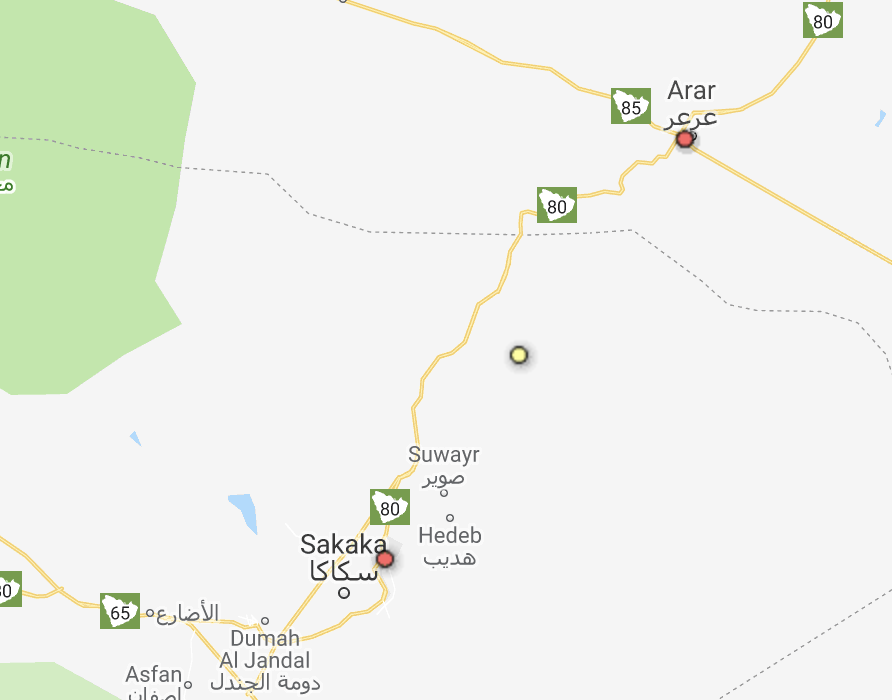 80
85
Arar
عرعر
80
Suwayr
صوير
80
Hedeb
هديب
Sakaka
سكاكا
65
الأضارع
Dumah
Al Jandal
دومة الجندل
Asfan
اصفان